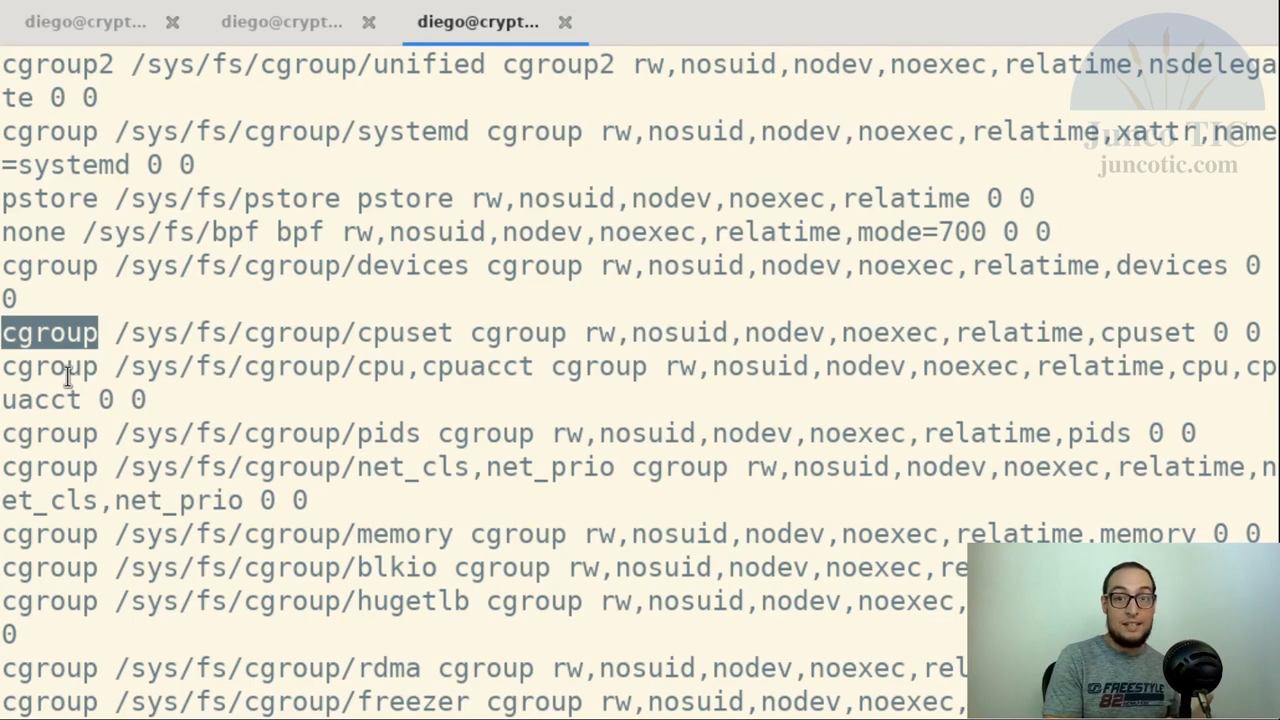 diego@crypt... diego@crypt... diego@crypt...
cgroup2 /sys/fs/cgroup/unified cgroup2 rw,nosuid,nodev,noexec,relatime,nsdelega
te 0 0
cgroup /sys/fs/cgroup/systemd cgroup rw,nosuid,nodev,noexec,relatime,xattr,name
=systemd 0 0
Junco TIC
juncotic.com
pstore /sys/fs/pstore pstore rw,nosuid,nodev,noexec,relatime 0 0
none /sys/fs/bpf bpf rw,nosuid,nodev,noexec,relatime,mode=700 0 0
cgroup /sys/fs/cgroup/devices cgroup rw,nosuid,nodev,noexec,relatime,devices 0
0
cgroup /sys/fs/cgroup/cpuset cgroup rw,nosuid,nodev,noexec,relatime,cpuset 0 0
cgroup /sys/fs/cgroup/cpu,cpuacct cgroup rw,nosuid,nodev,noexec,relatime,cpu,cp
uacct 0 0
cgroup /sys/fs/cgroup/pids cgroup rw,nosuid,nodev,noexec,relatime,pids 0 0
cgroup /sys/fs/cgroup/net_cls,net_prio cgroup rw,nosuid,nodev,noexec,relatime,n
et_cls,net_prio 0 0
cgroup /sys/fs/cgroup/memory cgroup rw,nosuid,nodev,noexec,relatime,memory 0 0
cgroup /sys/fs/cgroup/blkio cgroup rw,nosuid,nodev,noexec,re
cgroup /sys/fs/cgroup/hugetlb cgroup rw,nosuid,nodev,noexec,
0
cgroup /sys/fs/cgroup/rdma cgroup rw,nosuid,nodev,noexec,rel
cgroup /sys/fs/cgroup/freezer cgroup rw,nosuid,nodev,noexec,
FREESTYLE
82